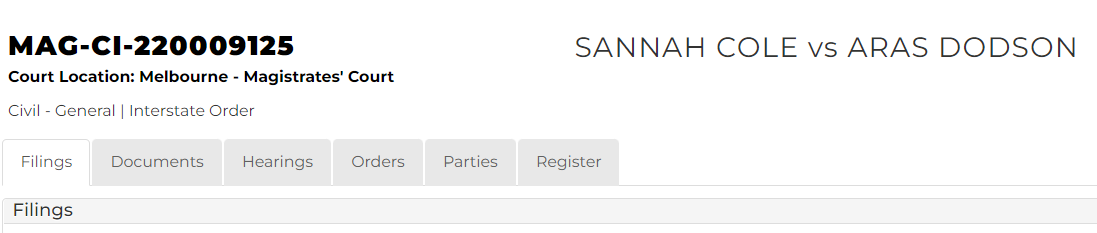 MAG-CI-220009125
SANNAH COLE vs ARAS DODSON
Court Location: Melbourne - Magistrates' Court
Civil - General | Interstate Order
Filings Documents Hearings Orders Parties Register
Filings